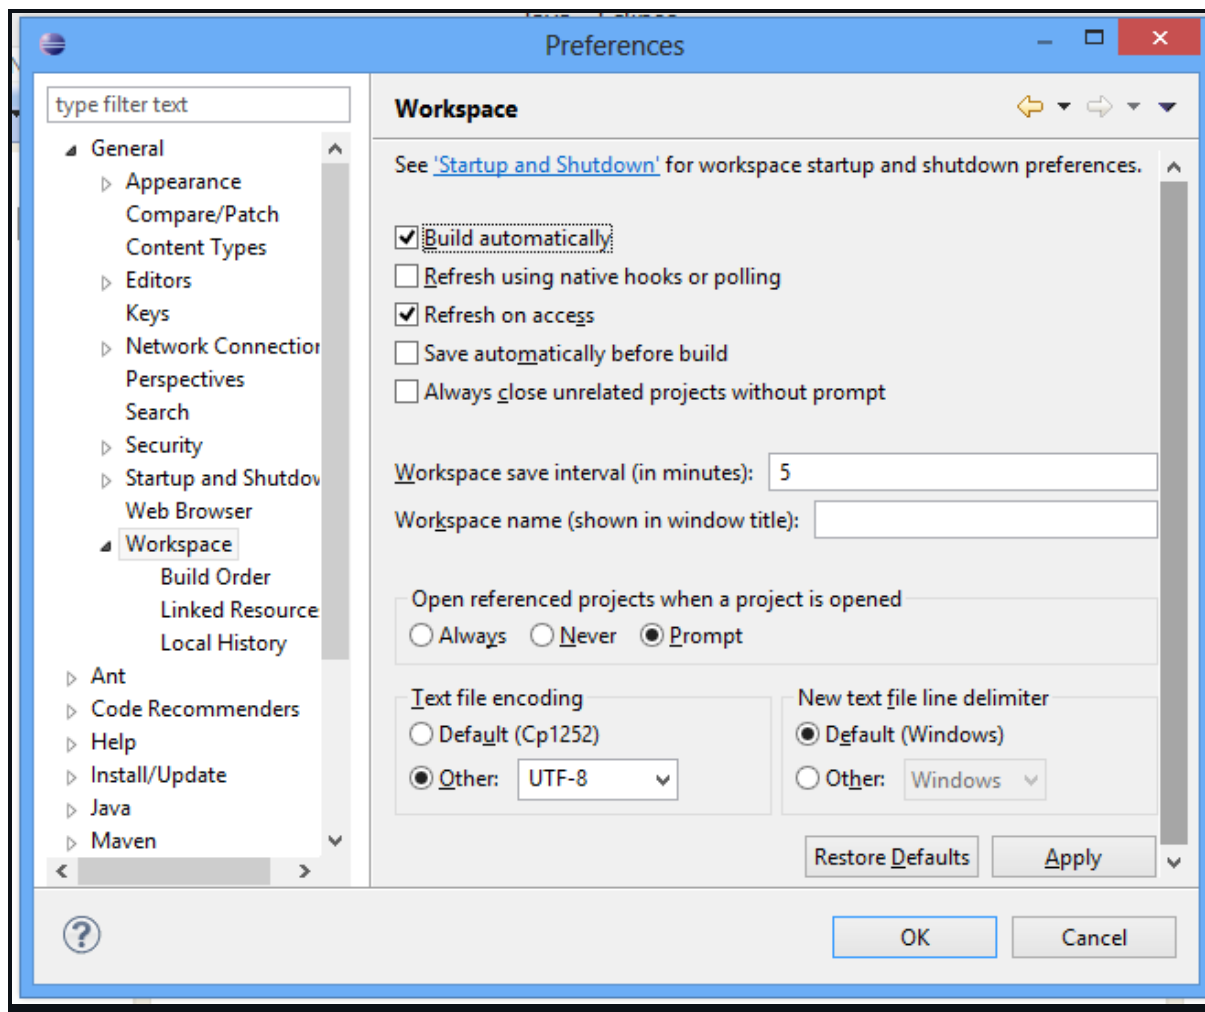 Preferences
type filter text
General
Appearance
Compare/Patch
Content Types
Editors
Keys
Network Connection
Perspectives
Search
Security
Startup and Shutdov
Web Browser
Workspace
Build Order
Linked Resource
Local History
Ant
Code Recommenders
Help
Install/Update
Java
Maven
Workspace
See 'Startup and Shutdown' for workspace startup and shutdown preferences.
Build automatically
Refresh using native hooks or polling
Refresh on access
Save automatically before build
Always close unrelated projects without prompt
Workspace save interval (in minutes): 5
Workspace name (shown in window title):
Open referenced projects when a project is opened
Always Never Prompt
Text file encoding
Default (Cp1252)
Other: UTF-8
New text file line delimiter
Default (Windows)
Other: Windows
Restore Defaults Apply
? OK Cancel